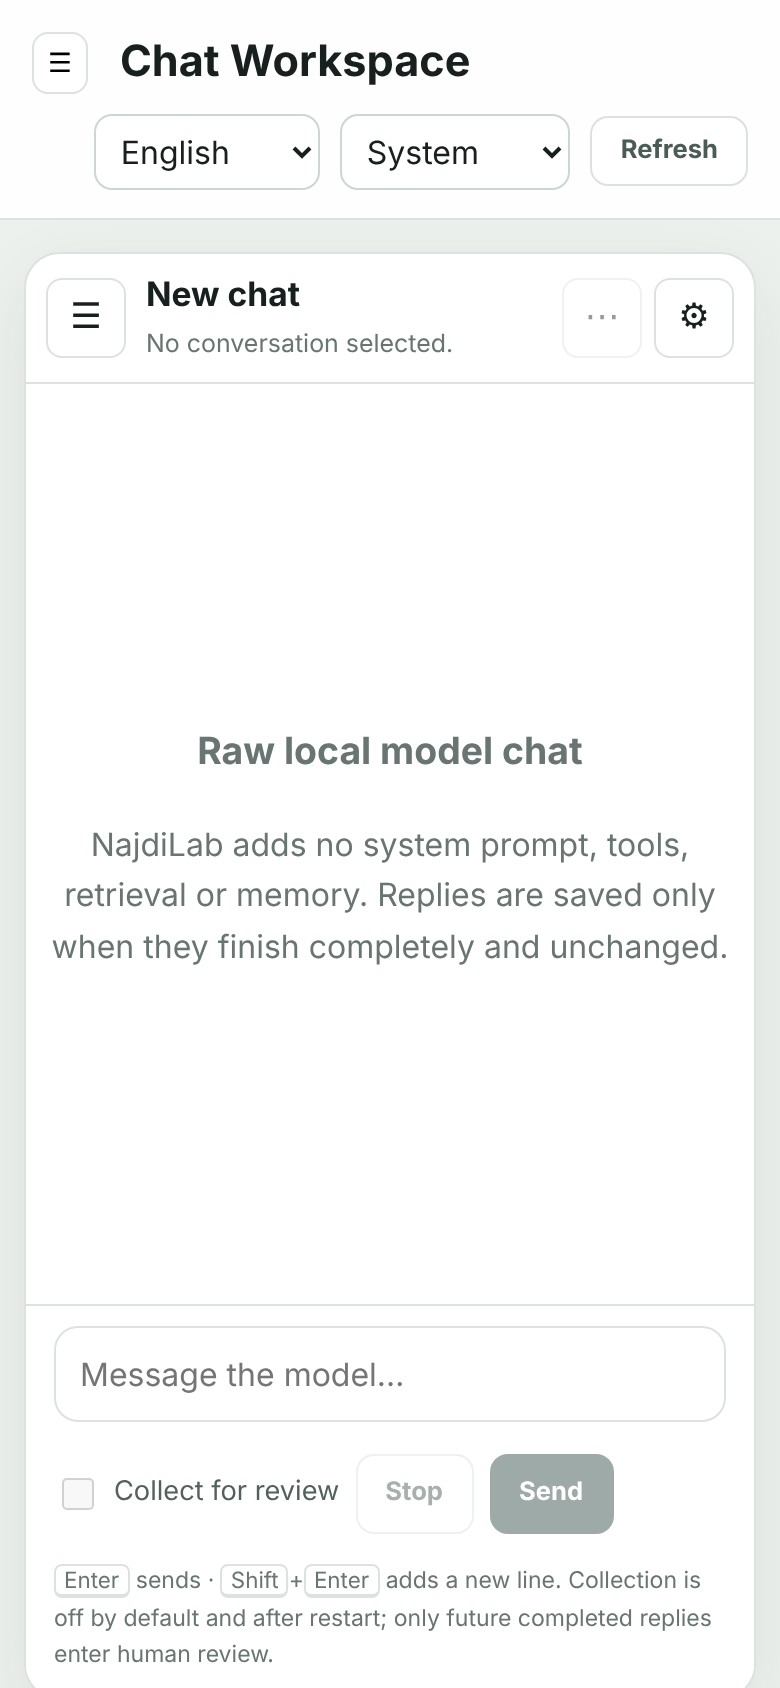 Chat Workspace
English
System
Refresh
New chat
No conversation selected.
Raw local model chat
NajdiLab adds no system prompt, tools,
retrieval or memory. Replies are saved only
when they finish completely and unchanged.
Message the model...
Collect for review
Stop
Send
Enter sends · Shift+Enter adds a new line. Collection is
off by default and after restart; only future completed replies
enter human review.